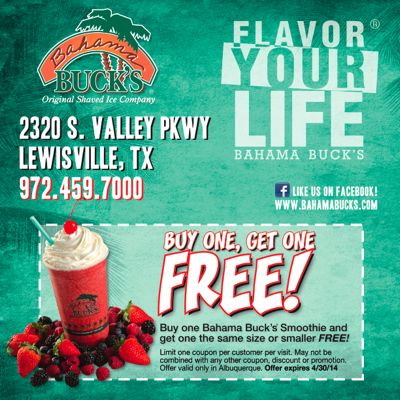 Bahama
BUCK'S
Original Shaved Ice Company
FLAVOR®
YOUR
LIFE
BAHAMA BUCK'S
2320 S. VALLEY PKWY
LEWISVILLE, TX
972.459.7000
f LIKE US ON FACEBOOK!
WWW.BAHAMABUCKS.COM
BUY ONE, GET ONE
FREE!
Bahama
BUCK'S
Buy one Bahama Buck's Smoothie and
get one the same size or smaller FREE!
Limit one coupon per customer per visit. May not be
combined with any other coupon, discount or promotion.
Offer valid only in Albuquerque. Offer expires 4/30/14